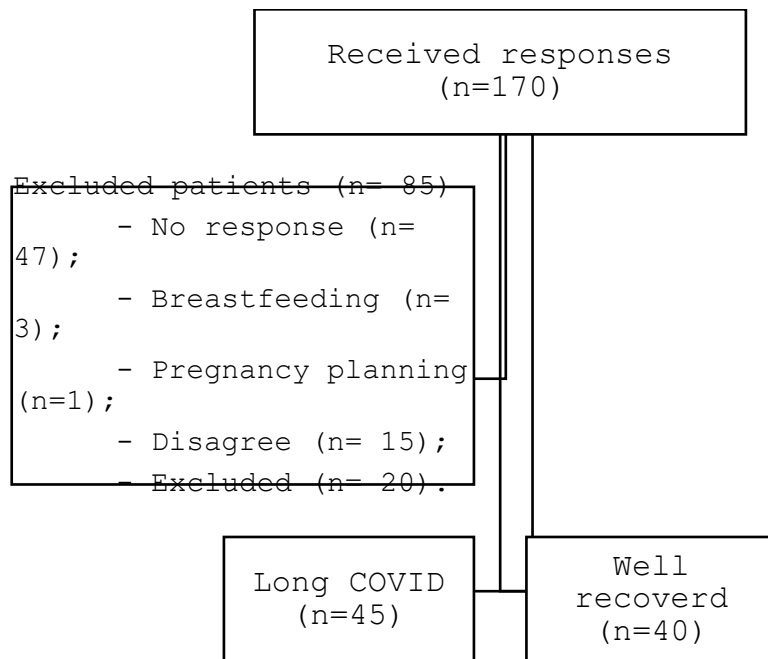 Received responses
(n=170)
Excluded patients (n= 85)
- No response (n=
47);
- Breastfeeding (n=
3);
- Pregnancy planning
(n=1);
- Disagree (n= 15);
- Excluded (n= 20).
Long COVID
(n=45)
Well
recoverd
(n=40)